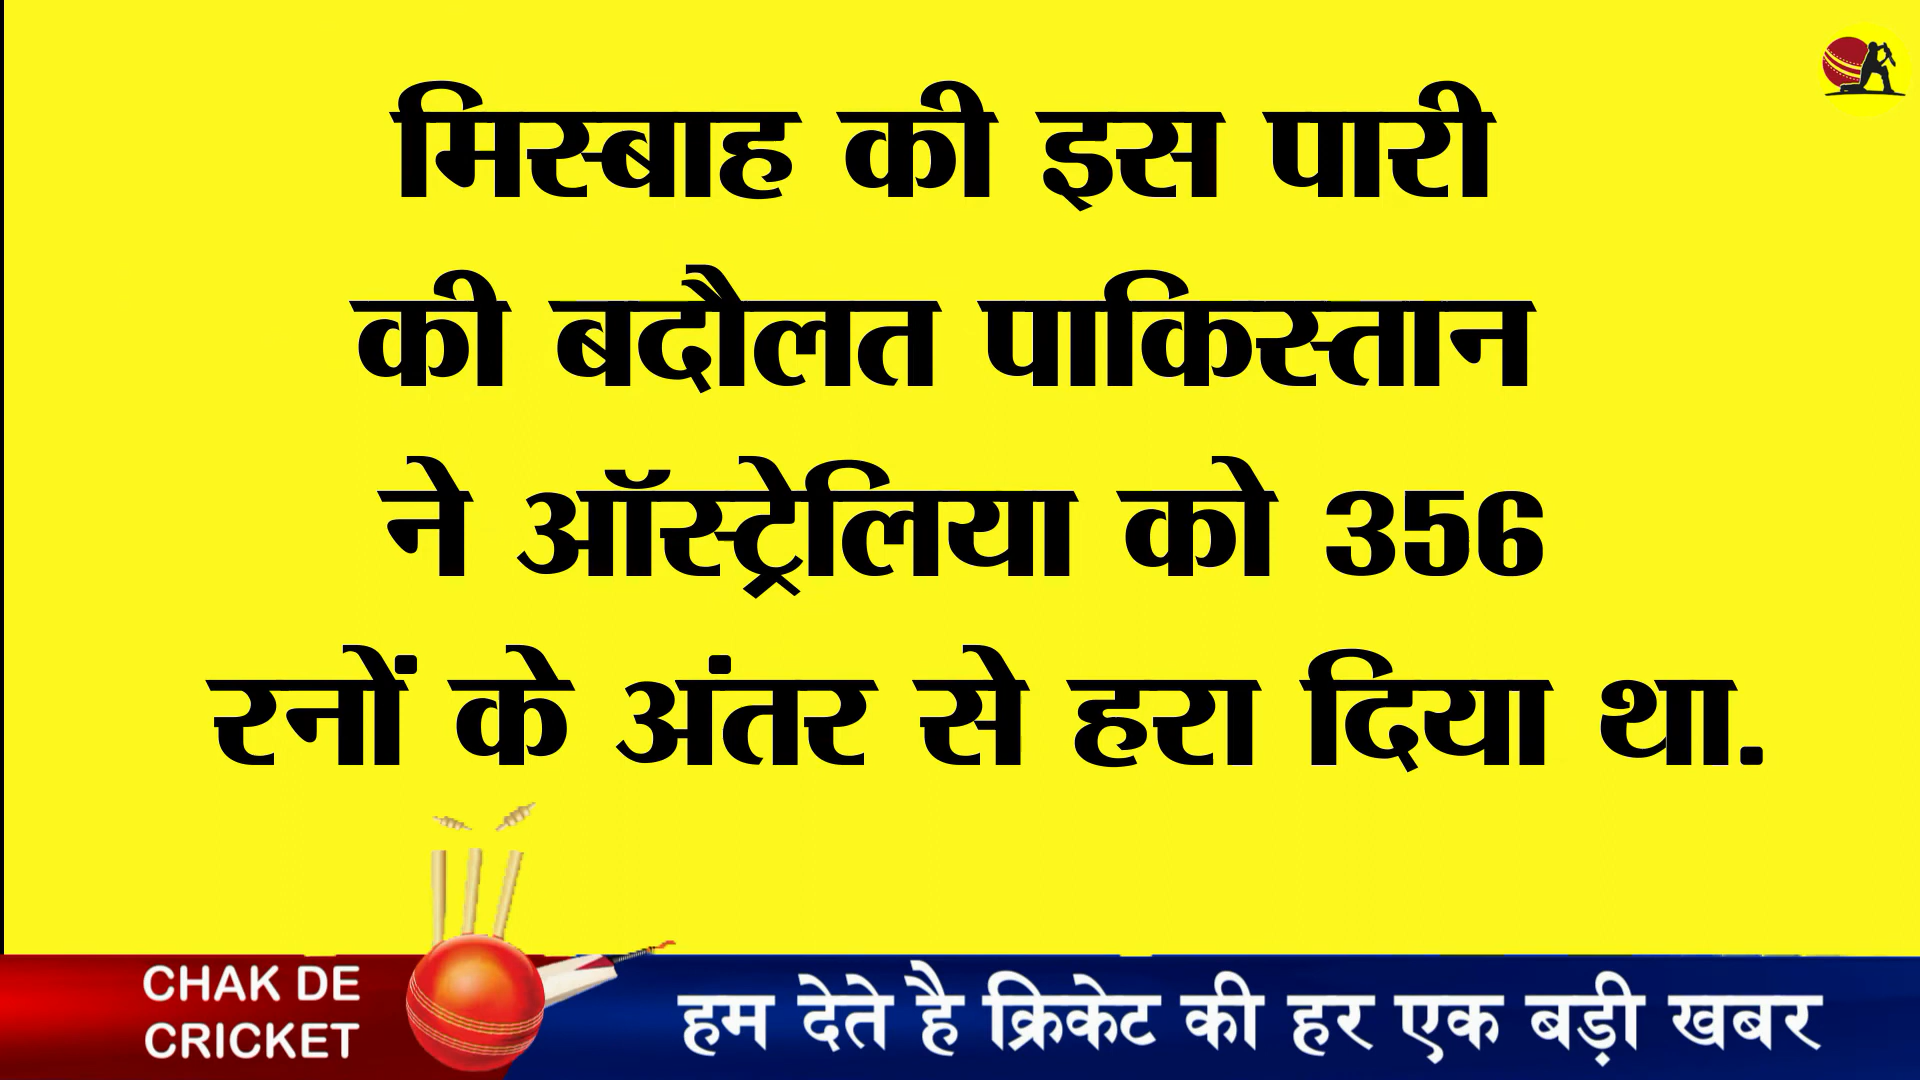 मिस्बाह की इस पारी
की बदौलत पाकिस्तान
ने ऑस्ट्रेलिया को 356
रनों के अंतर से हरा दिया था.
CHAK DE
CRICKET
हम देते है क्रिकेट की हर एक बड़ी खबर